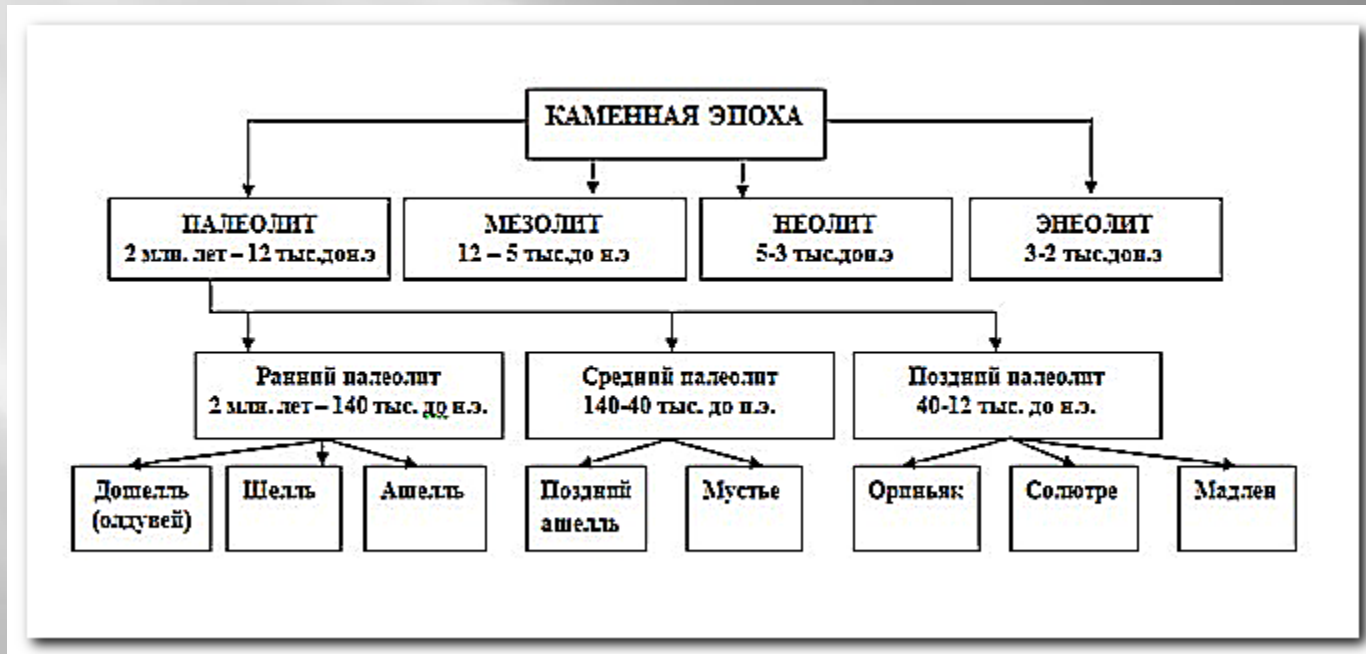 КАМЕННАЯ ЭПОХА
ПАЛЕОЛИТ
2 млн. лет – 12 тыс.дон.э
МЕЗОЛИТ
12 – 5 тыс.до н.э
НЕОЛИТ
5-3 тыс.дон.э
ЭНЕОЛИТ
3-2 тыс.дон.э
Ранний палеолит
2 млн. лет – 140 тыс. до н.э.
Средний палеолит
140-40 тыс. до н.э.
Поздний палеолит
40-12 тыс. до н.э.
Дошелль
(олдувей)
Шелль
Ашелль
Поздний
ашелль
Мустье
Ориньяк
Солютре
Мадлен